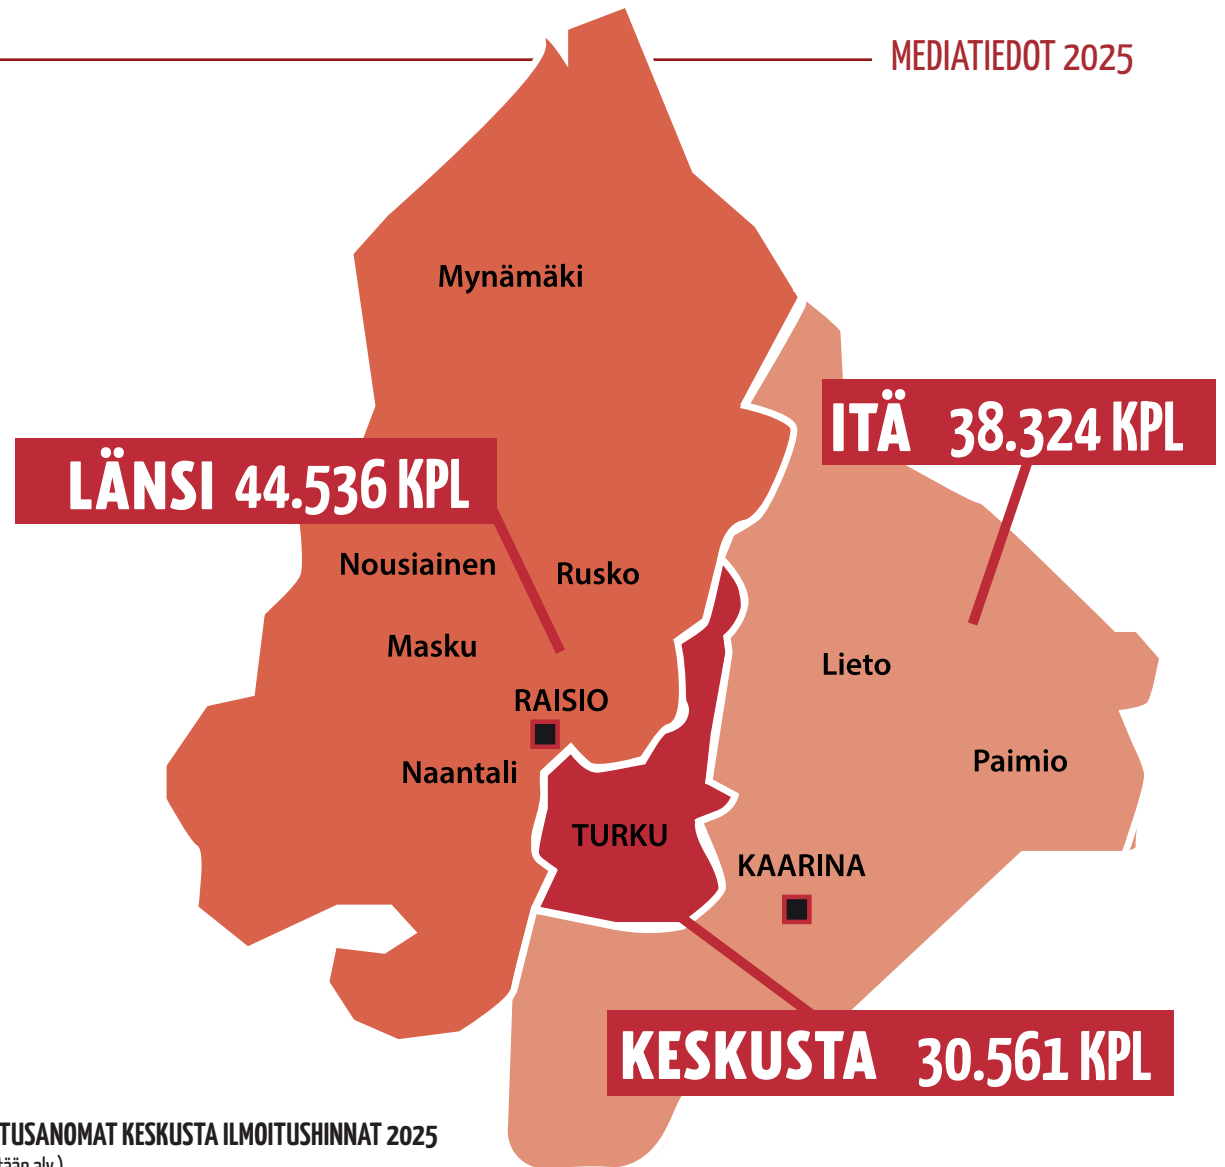 MEDIATIEDOT 2025
Mynämäki
ITÄ 38.324 KPL
LÄNSI 44.536 KPL
Nousiainen
Rusko
Masku
Lieto
RAISIO
Naantali
Paimio
TURKU
KAARINA
KESKUSTA 30.561 KPL
TUSANOMAT KESKUSTA ILMOITUSHINNAT 2025